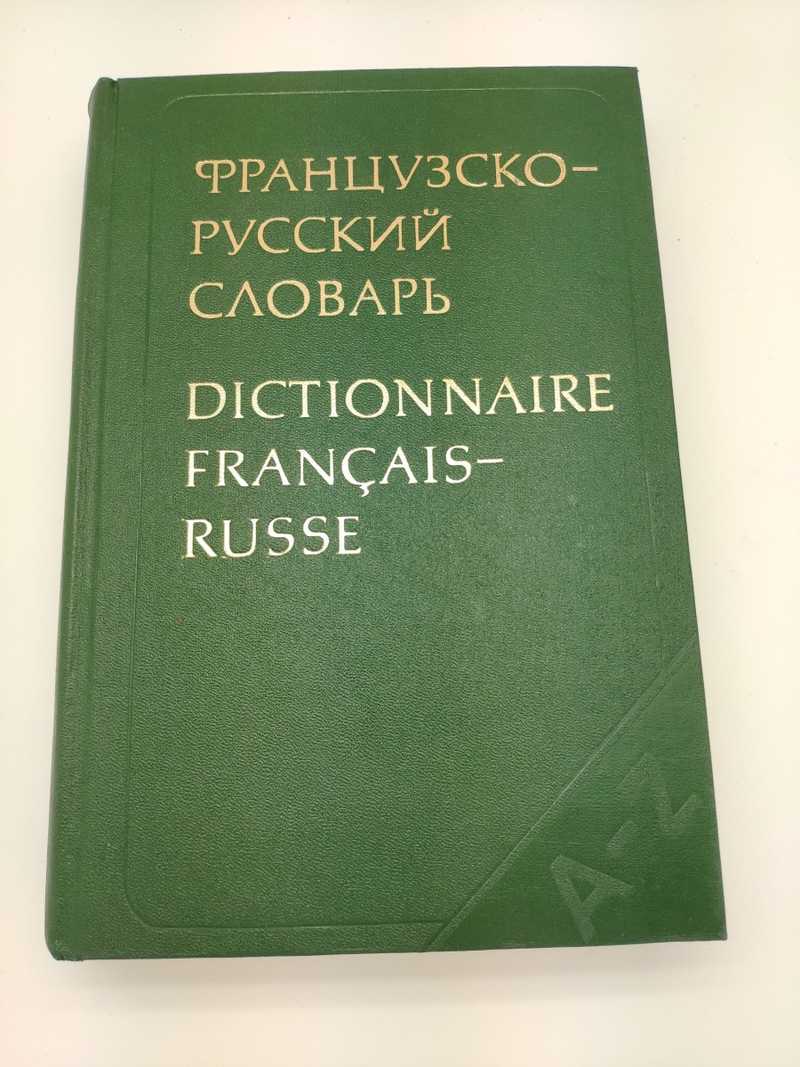 ФРАНЦУЗСКО–
РУССКИЙ
СЛОВАРЬ
DICTIONNAIRE
FRANÇAIS–
RUSSE
A–Z